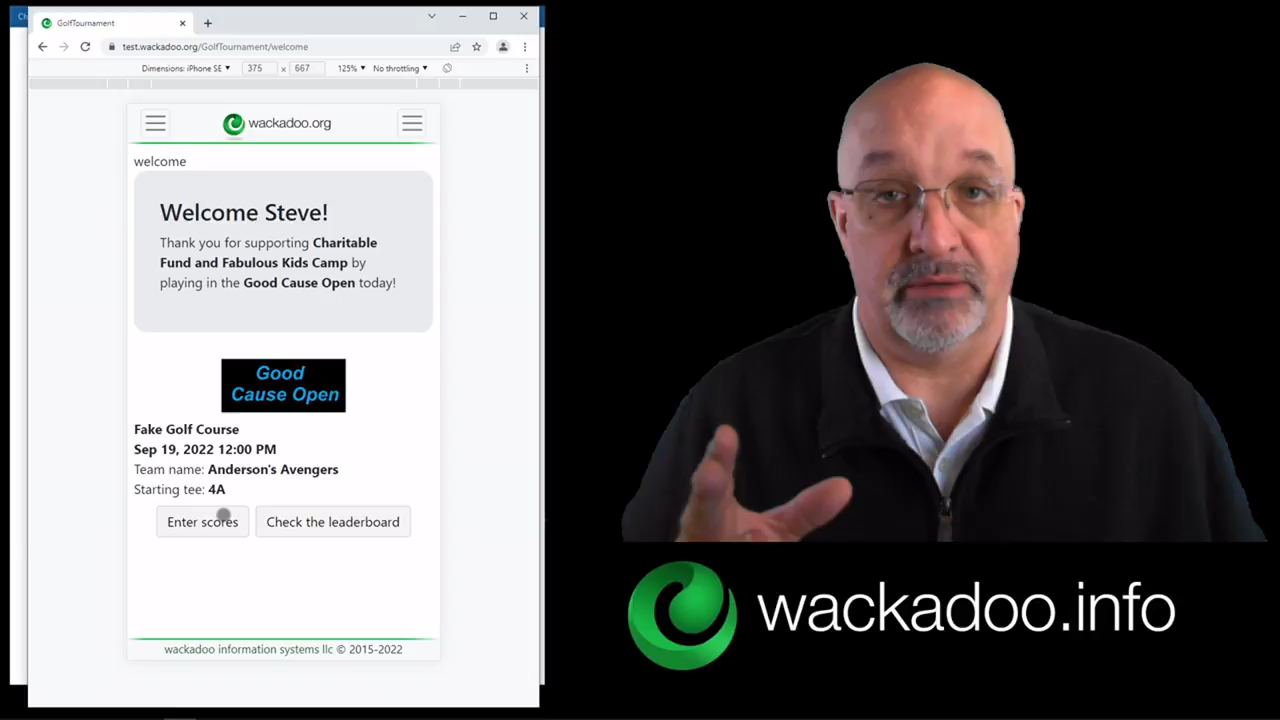 Ch
GolfTournament
test.wackadoo.org/GolfTournament/welcome
Dimensions: iPhone SE ▼ 375 x 667 125% ▼ No throttling ▼
wackadoo.org
welcome
Welcome Steve!
Thank you for supporting Charitable
Fund and Fabulous Kids Camp by
playing in the Good Cause Open today!
Good
Cause Open
Fake Golf Course
Sep 19, 2022 12:00 PM
Team name: Anderson's Avengers
Starting tee: 4A
Enter scores Check the leaderboard
wackadoo information systems llc © 2015-2022
wackadoo.info